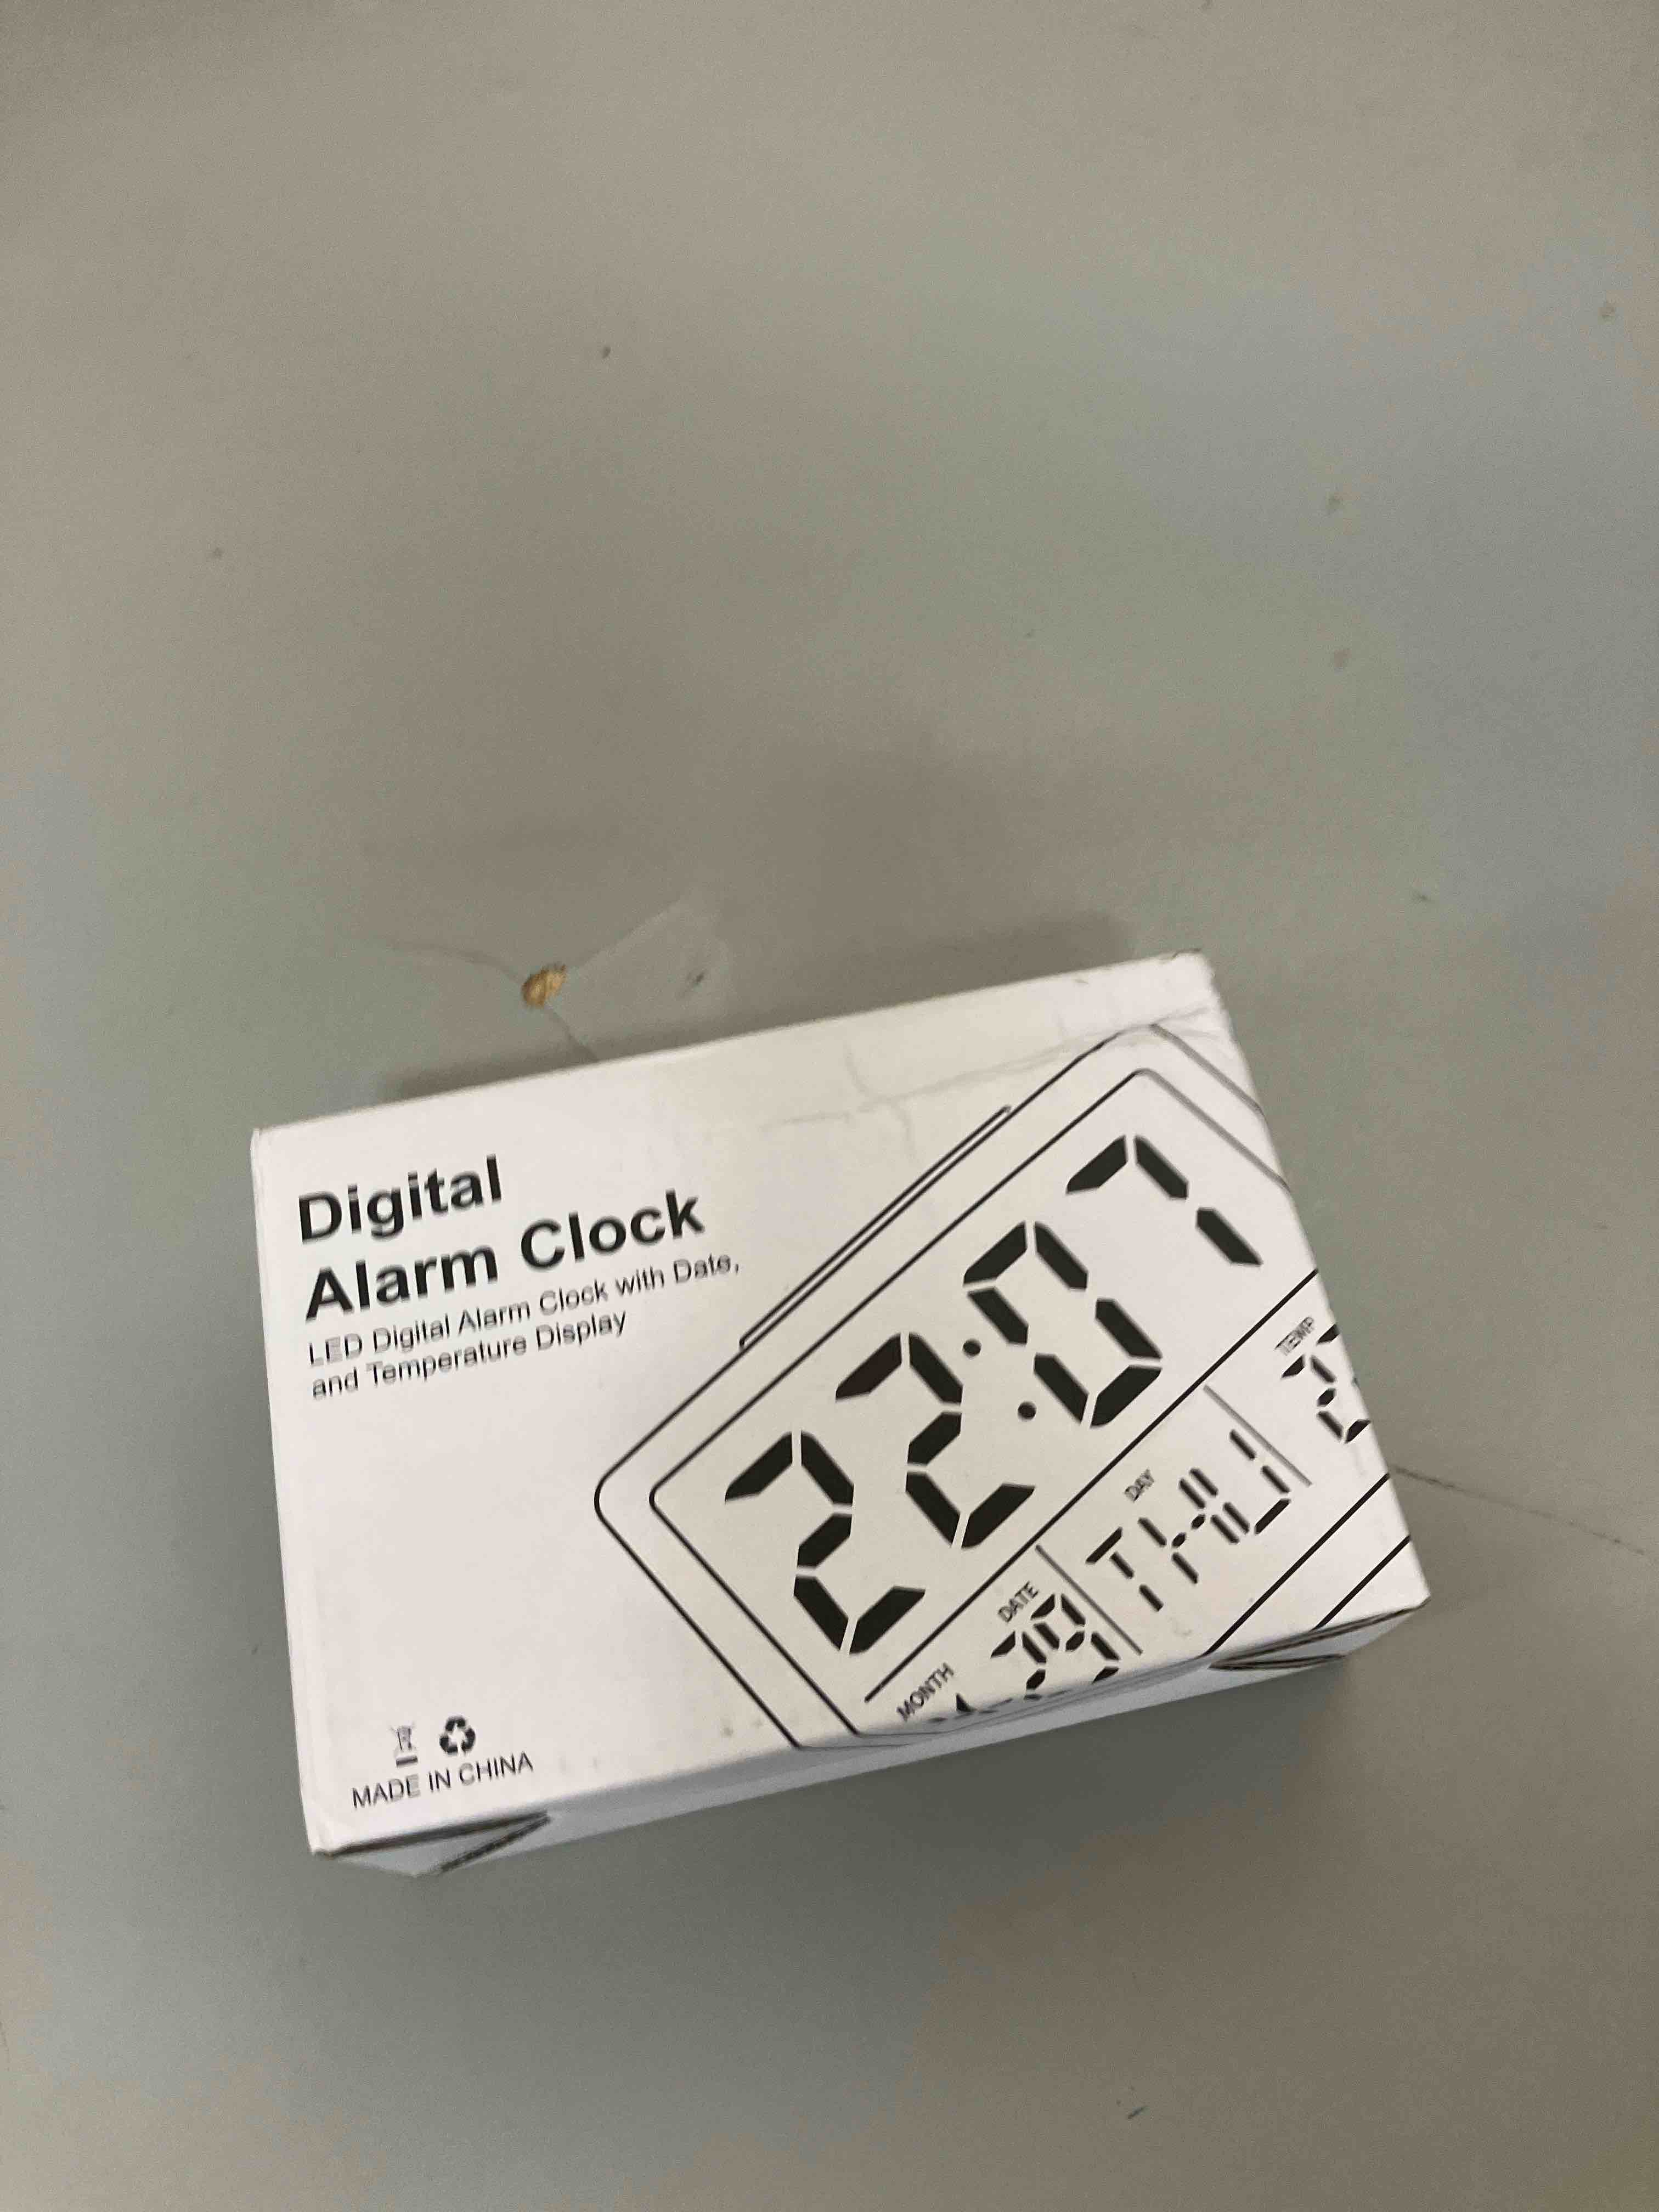 Digital
Alarm Clock
LED Digital Alarm Clock with Date,
and Temperature Display
22:07
TEMP
DAY
THU
DATE
29
MONTH
MADE IN CHINA